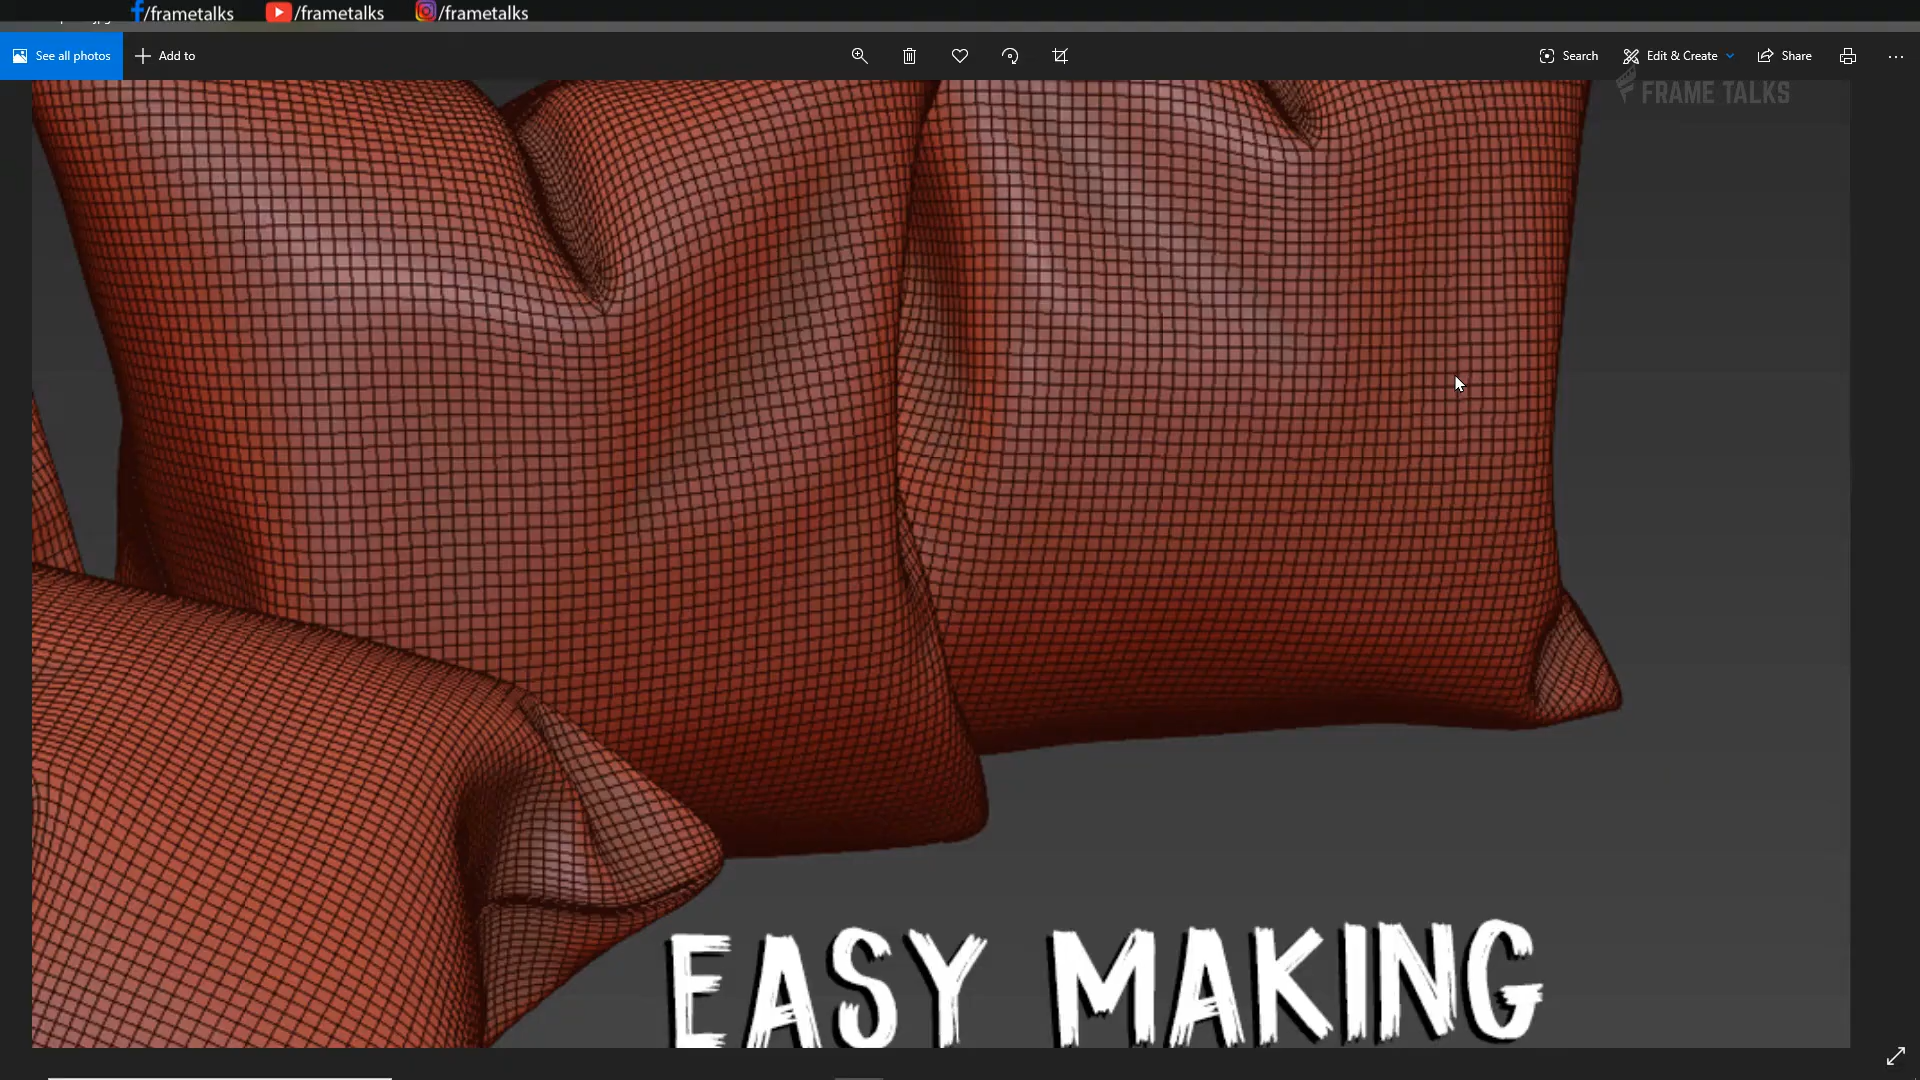 /frametalks /frametalks /frametalks
See all photos Add to Search Edit & Create Share
FRAME TALKS
EASY MAKING